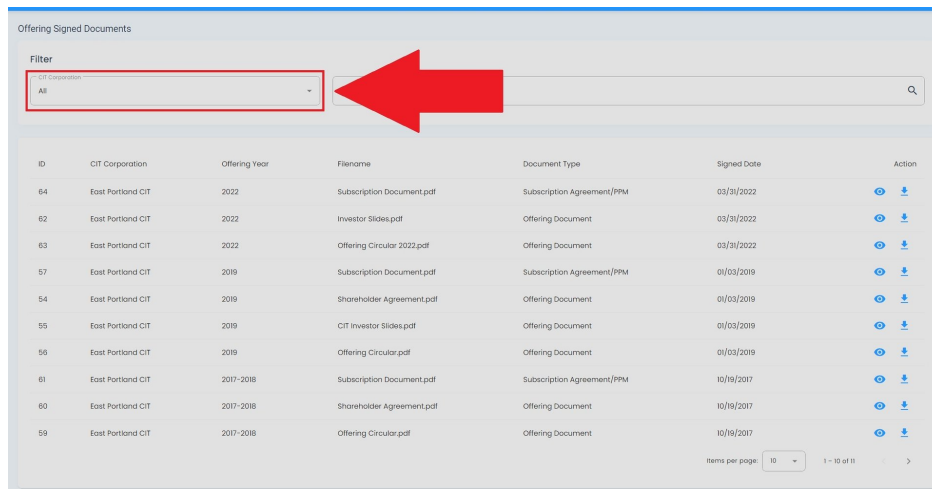 Offering Signed Documents
Filter
CIT Corporation
All
ID CIT Corporation Offering Year Filename Document Type Signed Date Action
64 East Portland CIT 2022 Subscription Document.pdf Subscription Agreement/PPM 03/31/2022
62 East Portland CIT 2022 Investor Slides.pdf Offering Document 03/31/2022
63 East Portland CIT 2022 Offering Circular 2022.pdf Offering Document 03/31/2022
57 East Portland CIT 2019 Subscription Document.pdf Subscription Agreement/PPM 01/03/2019
54 East Portland CIT 2019 Shareholder Agreement.pdf Offering Document 01/03/2019
55 East Portland CIT 2019 CIT Investor Slides.pdf Offering Document 01/03/2019
56 East Portland CIT 2019 Offering Circular.pdf Offering Document 01/03/2019
61 East Portland CIT 2017-2018 Subscription Document.pdf Subscription Agreement/PPM 10/19/2017
60 East Portland CIT 2017-2018 Shareholder Agreement.pdf Offering Document 10/19/2017
59 East Portland CIT 2017-2018 Offering Circular.pdf Offering Document 10/19/2017
Items per page: 10 1 – 10 of 11